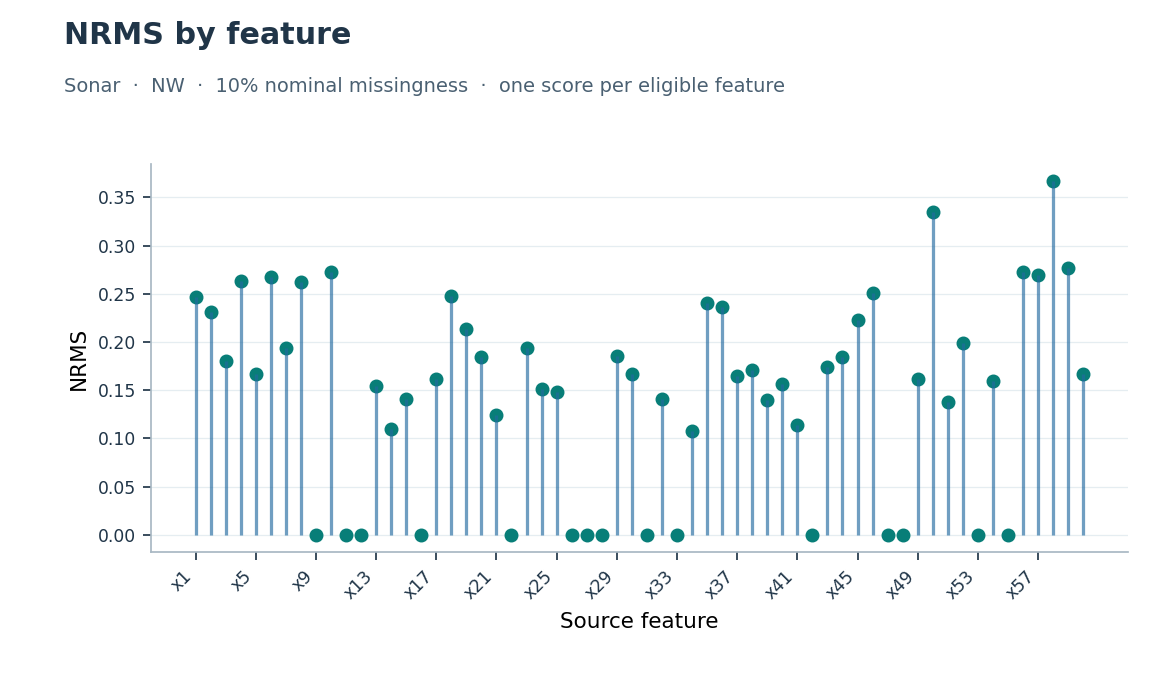 NRMS by feature
Sonar · NW · 10% nominal missingness · one score per eligible feature
0.35
0.30
0.25
0.20
0.15
0.10
0.05
0.00
NRMS
x1 x5 x9 x13 x17 x21 x25 x29 x33 x37 x41 x45 x49 x53 x57
Source feature